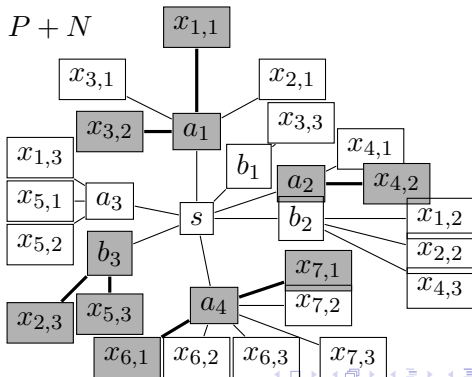 P + N
x_{1,1}
x_{3,1}
x_{2,1}
x_{3,2}
a_1
x_{3,3}
x_{1,3}
b_1
x_{4,1}
x_{5,1}
a_3
a_2
x_{4,2}
s
b_2
x_{1,2}
x_{5,2}
b_3
x_{2,2}
x_{7,1}
x_{4,3}
x_{2,3}
x_{5,3}
a_4
x_{7,2}
x_{6,1}
x_{6,2}
x_{6,3}
x_{7,3}